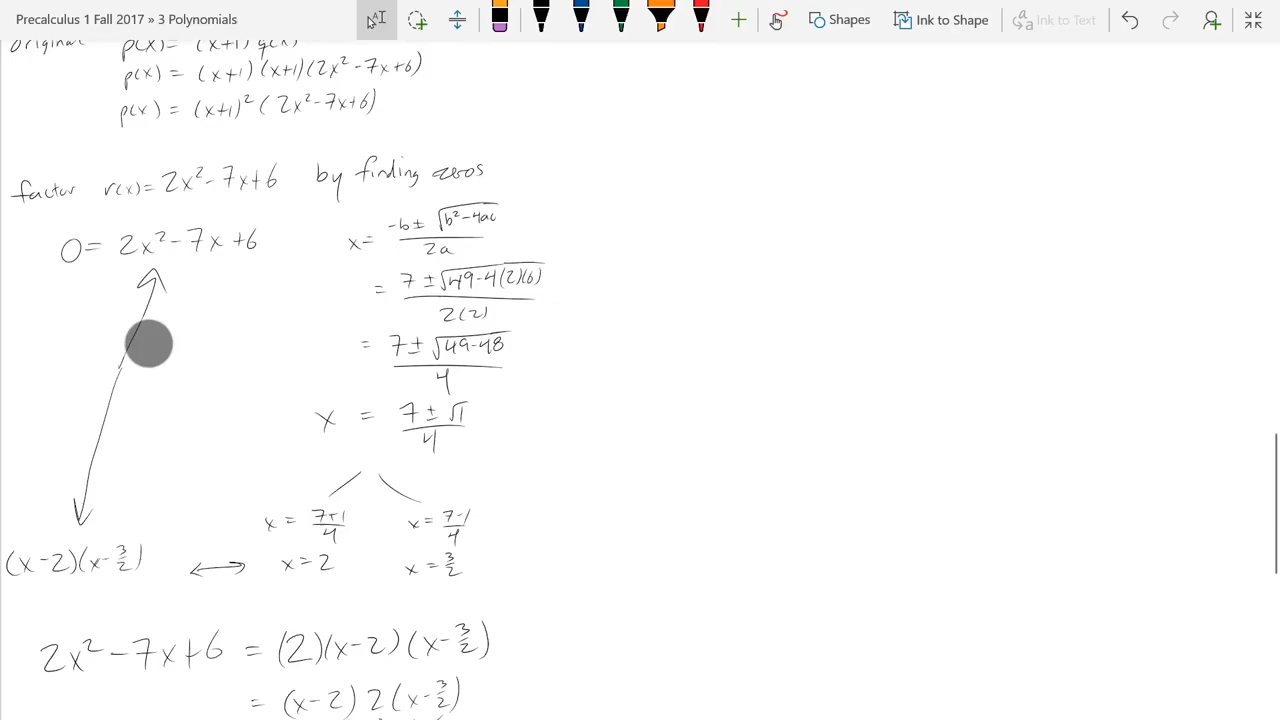 Precalculus 1 Fall 2017 » 3 Polynomials
Shapes
Ink to Shape
Ink to Text
original p(x) = (x+1) q(x)
p(x) = (x+1)(x+1)(2x² - 7x + 6)
p(x) = (x+1)² (2x² - 7x + 6)
factor r(x) = 2x² - 7x + 6 by finding zeros
0 = 2x² - 7x + 6
x = (-b ± √(b² - 4ac))/(2a)
= (7 ± √(49 - 4(2)(6)))/(2(2))
= (7 ± √(49 - 48))/4
x = (7 ± √1)/4
x = (7+1)/4 x = (7-1)/4
(x-2)(x-3/2) ↔ x = 2 x = 3/2
2x² - 7x + 6 = (2)(x-2)(x-3/2)
= (x-2) 2 (x-3/2)